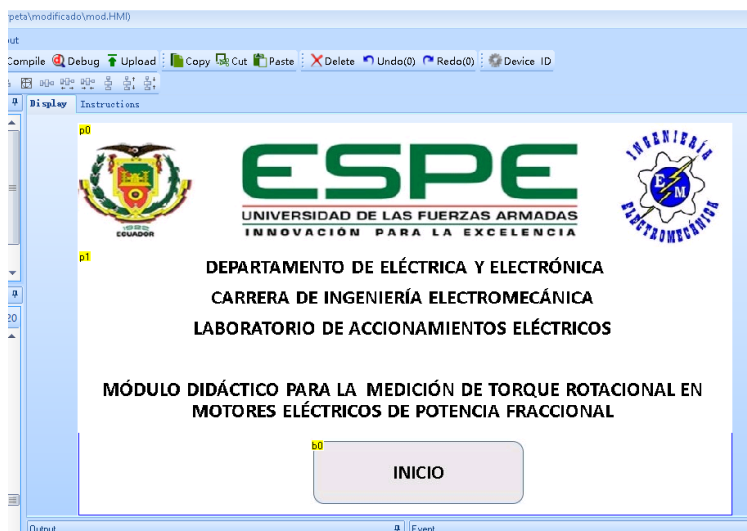 rpeta\modificado\mod.HMI)
out
Compile Debug Upload Copy Cut Paste Delete Undo(0) Redo(0) Device ID
Display Instructions
p0
INGENIERÍA
ESPE
E M
UNIVERSIDAD DE LAS FUERZAS ARMADAS
INNOVACIÓN PARA LA EXCELENCIA
ECUADOR
ELECTROMECÁNICA
p1
DEPARTAMENTO DE ELÉCTRICA Y ELECTRÓNICA
CARRERA DE INGENIERÍA ELECTROMECÁNICA
20
LABORATORIO DE ACCIONAMIENTOS ELÉCTRICOS
MÓDULO DIDÁCTICO PARA LA MEDICIÓN DE TORQUE ROTACIONAL EN
MOTORES ELÉCTRICOS DE POTENCIA FRACCIONAL
b0
INICIO
Output Event